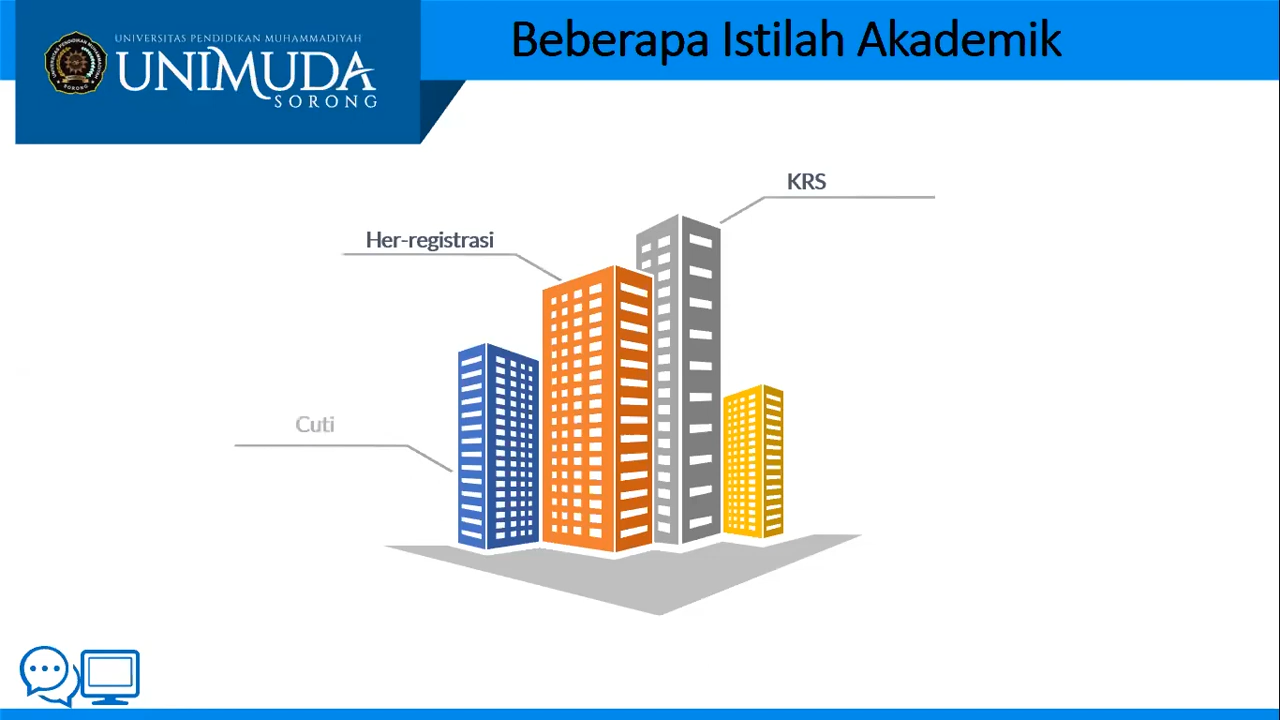 UNIVERSITAS PENDIDIKAN MUHAMMADIYAH
UNIMUDA
SORONG
Beberapa Istilah Akademik
KRS
Her-registrasi
Cuti